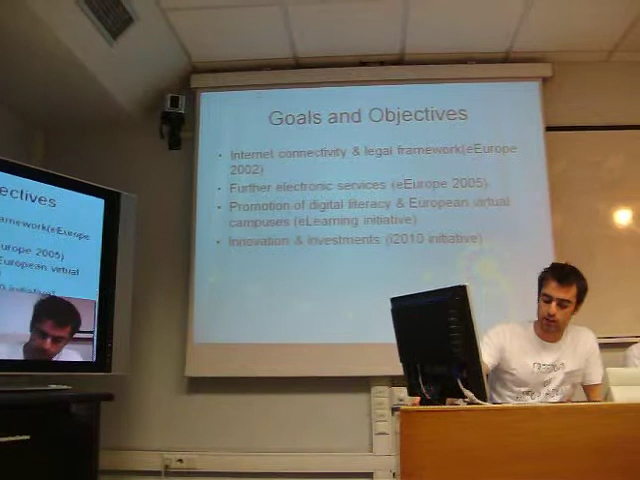 Goals and Objectives
• Internet connectivity & legal framework(eEurope
2002)
• Further electronic services (eEurope 2005)
• Promotion of digital literacy & European virtual
campuses (eLearning initiative)
• Innovation & investments (i2010 initiative)
ectives
amework(eEurope
urope 2005)
European virtual